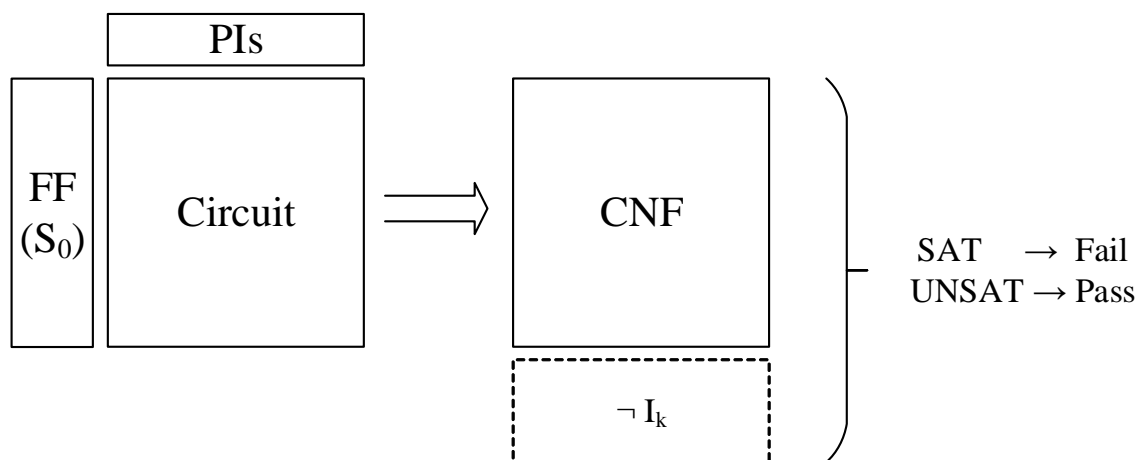 PIs
FF
(S₀)
Circuit
CNF
SAT → Fail
UNSAT → Pass
¬ Iₖ